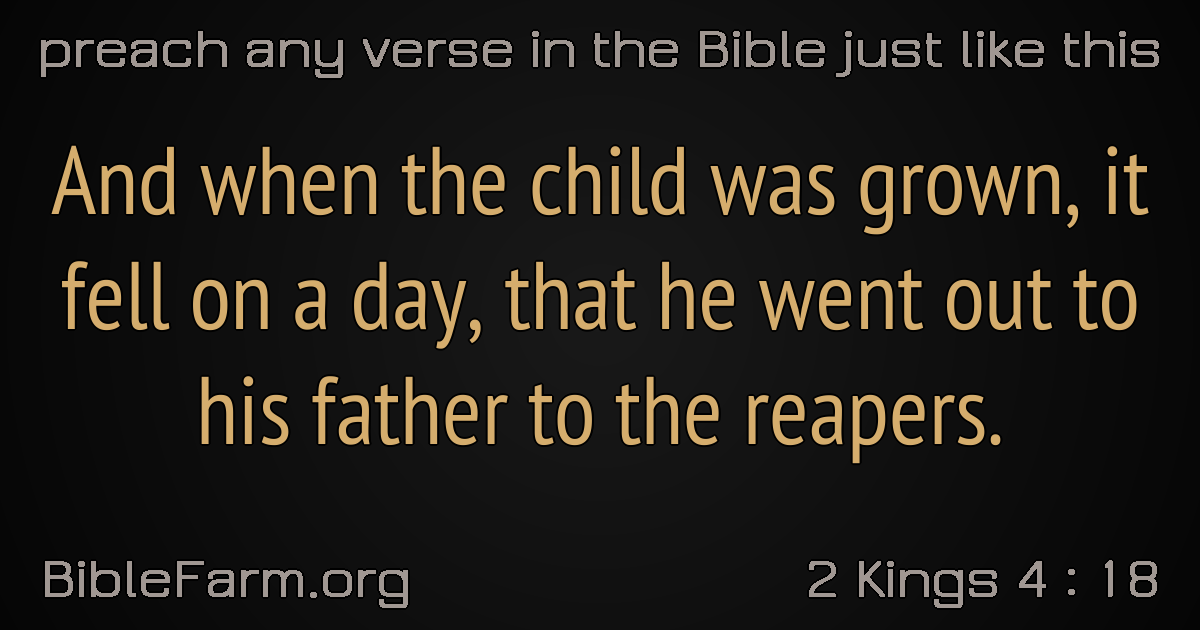 preach any verse in the Bible just like this
And when the child was grown, it
fell on a day, that he went out to
his father to the reapers.
BibleFarm.org
2 Kings 4 : 18